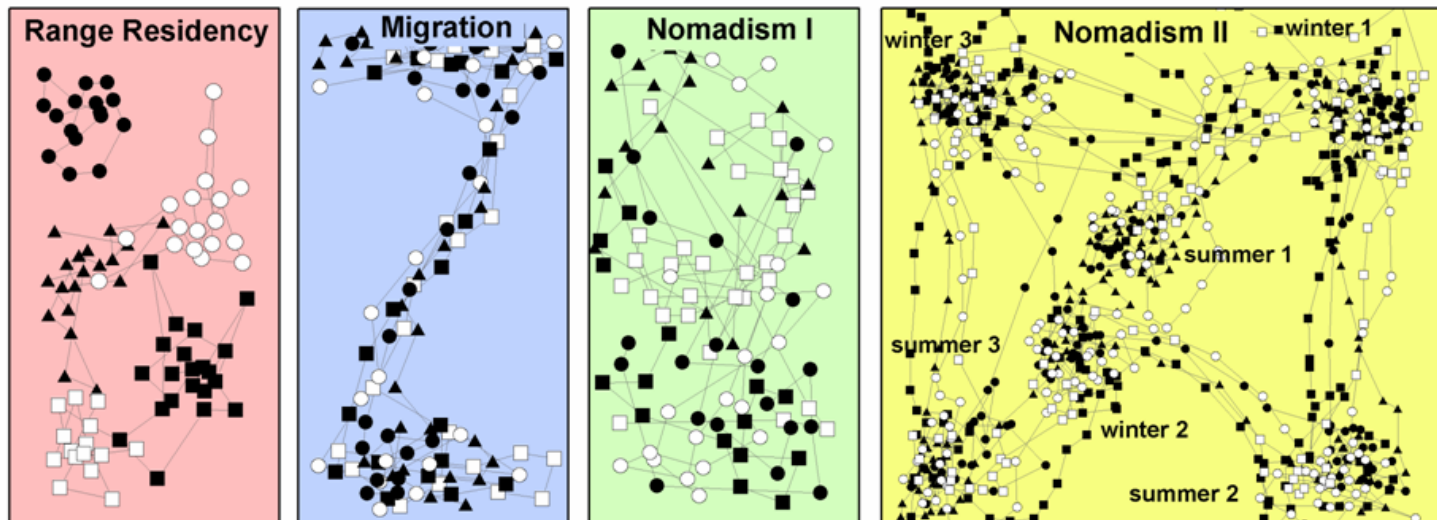 Range Residency
Migration
Nomadism I
Nomadism II
winter 3
winter 1
summer 1
summer 3
winter 2
summer 2